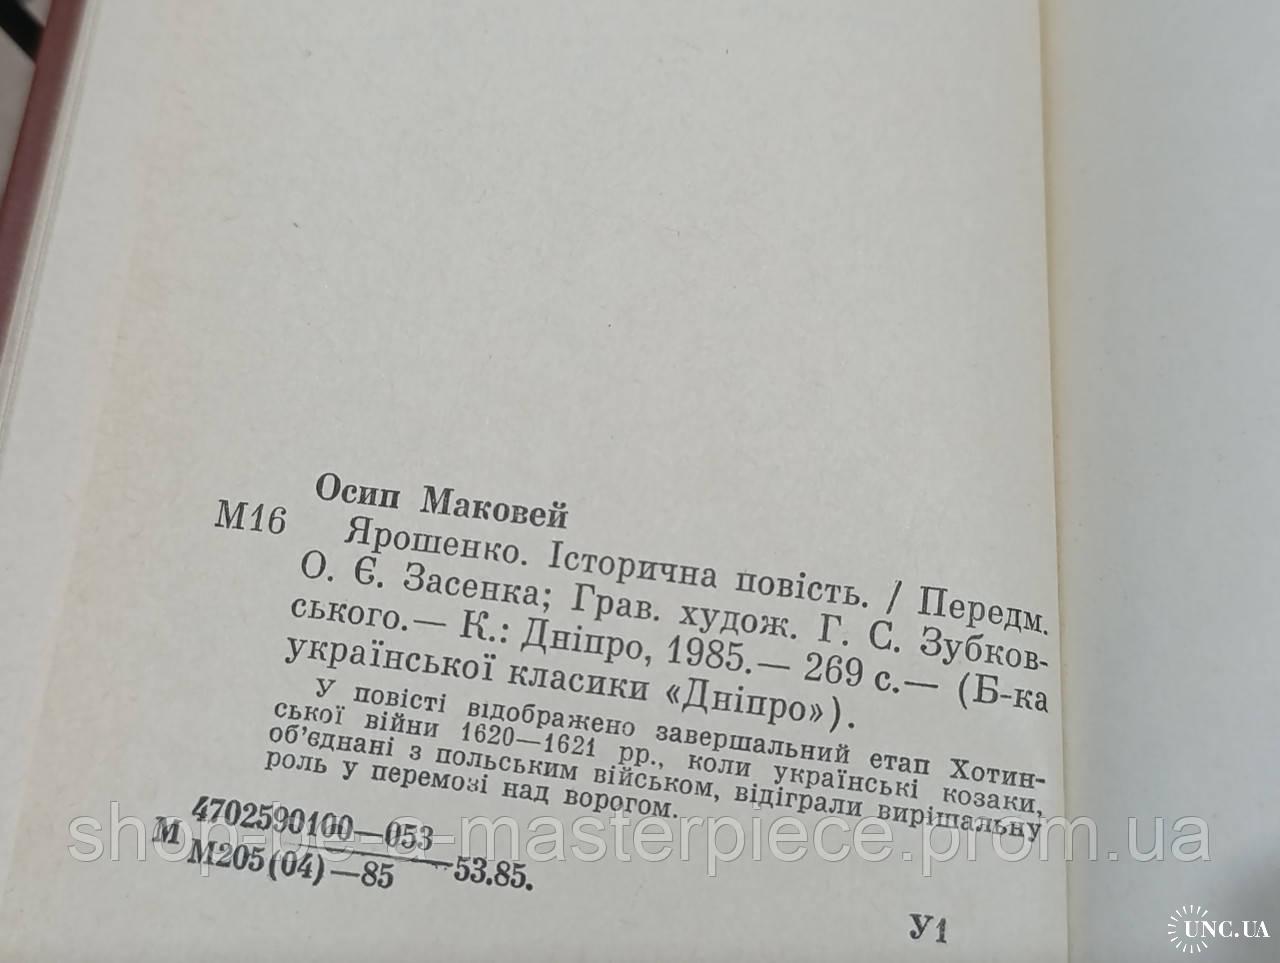 Осип Маковей
М16 Ярошенко. Історична повість. / Передм.
О. Є. Засенка; Грав. худож. Г. С. Зубков-
ського.— К.: Дніпро, 1985.— 269 с.— (Б-ка
української класики «Дніпро»).
У повісті відображено завершальний етап Хотин-
ської війни 1620—1621 рр., коли українські козаки,
об’єднані з польським військом, відіграли вирішальну
роль у перемозі над ворогом.
4702590100—053
М —53.85.
М205(04)—85
У1
masterpiece.prom.ua
UNC.UA